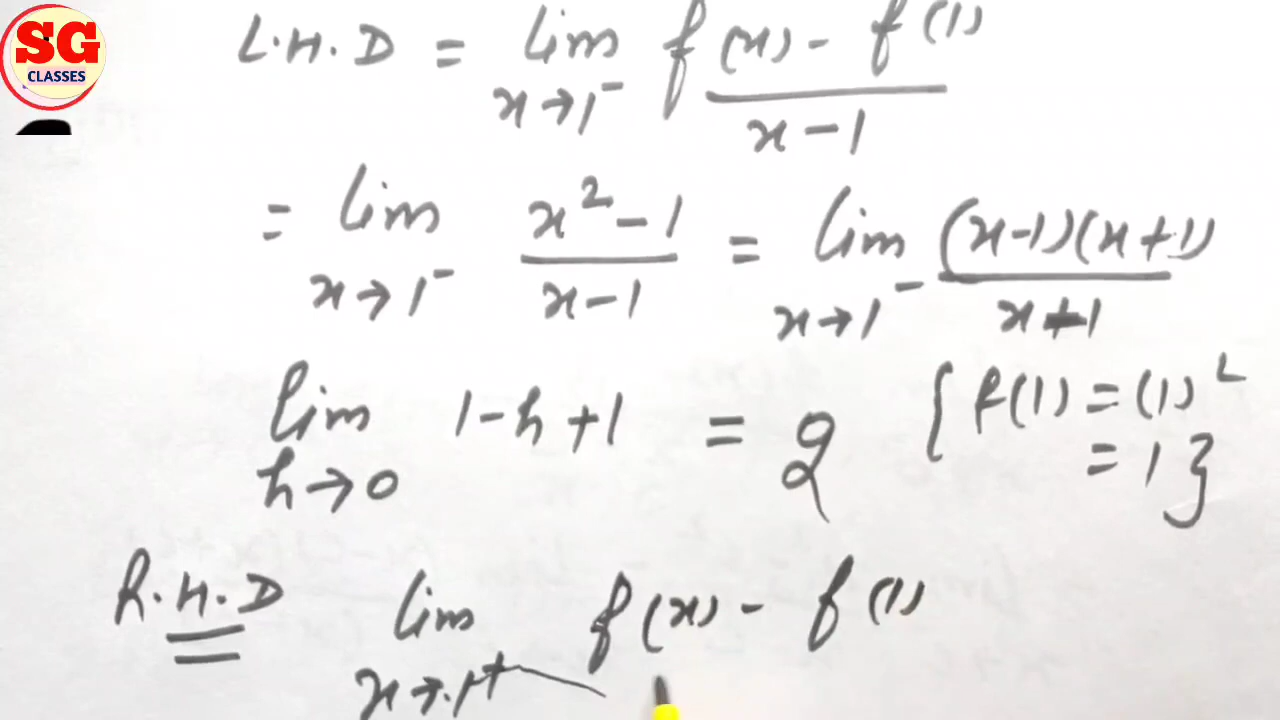 SG
CLASSES
L.H.D = lim f(x) - f(1)
x→1⁻ x-1
= lim x² - 1 = lim (x-1)(x+1)
x→1⁻ x-1 x→1⁻ x-1
lim 1-h+1 = 2 { f(1) = (1)²
h→0 = 1 }
R.H.D lim f(x) - f(1)
x→1⁺